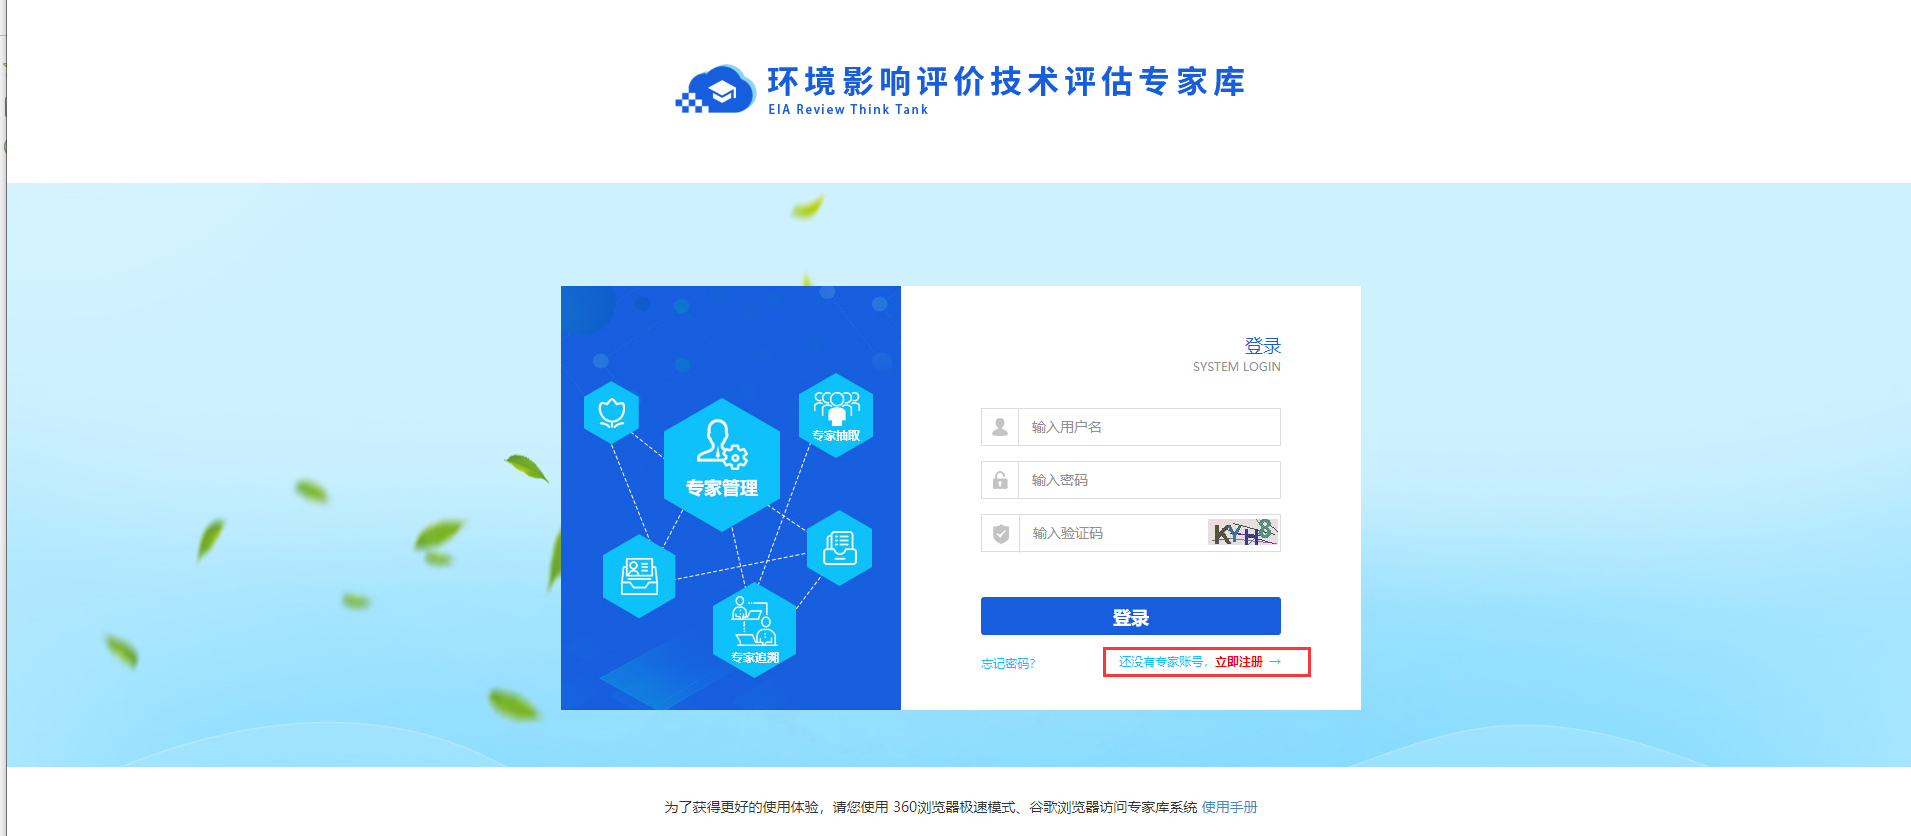 环境影响评价技术评估专家库
EIA Review Think Tank
专家抽取
专家管理
专家追溯
登录
SYSTEM LOGIN
输入用户名
输入密码
输入验证码
KYH8
登录
忘记密码?
还没有专家账号，立即注册 →
为了获得更好的使用体验，请您使用 360浏览器极速模式、谷歌浏览器访问专家库系统 使用手册